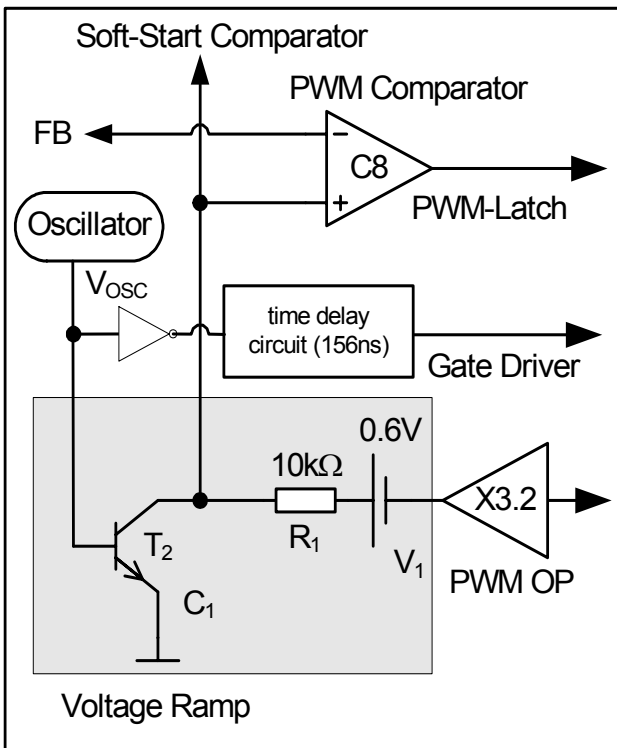 Soft-Start Comparator
PWM Comparator
FB
−
C8
+
PWM-Latch
Oscillator
V_OSC
time delay
circuit (156ns)
Gate Driver
0.6V
10kΩ
X3.2
R₁
T₂
V₁
PWM OP
C₁
Voltage Ramp